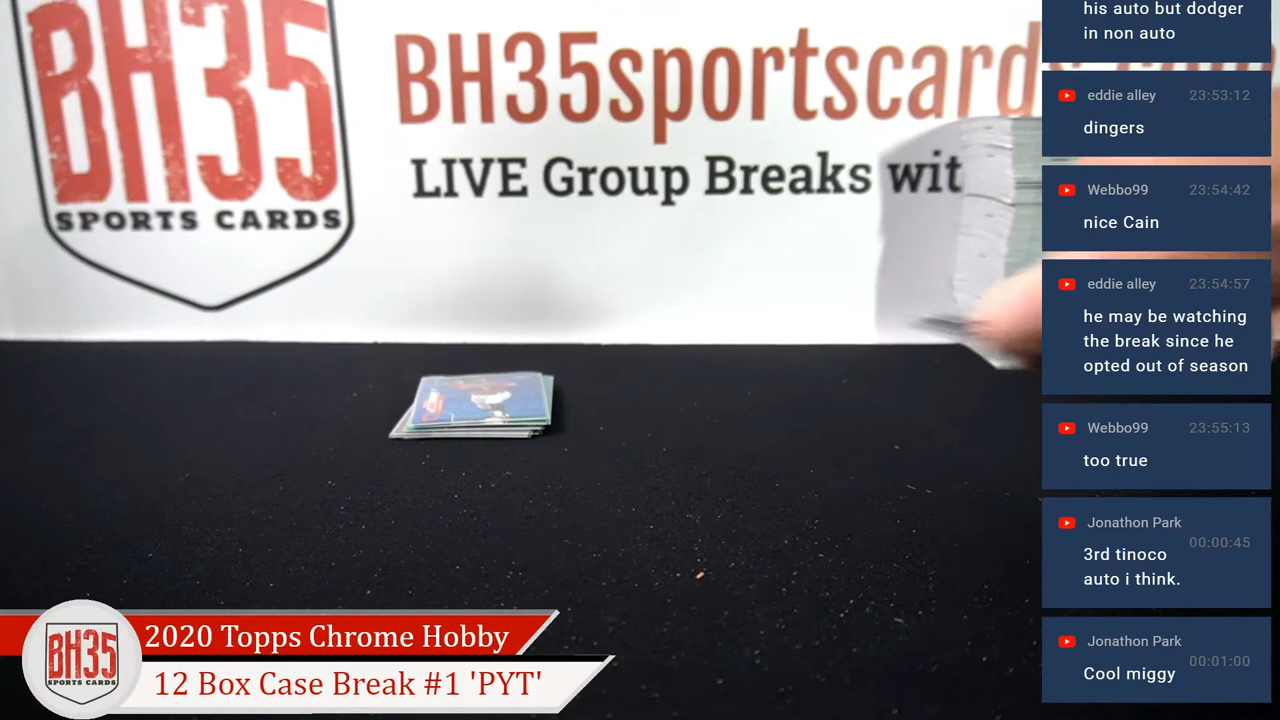 BH35
SPORTS CARDS
BH35sportscards
LIVE Group Breaks wit
his auto but dodger
in non auto
eddie alley 23:53:12
dingers
Webbo99 23:54:42
nice Cain
eddie alley 23:54:57
he may be watching
the break since he
opted out of season
Webbo99 23:55:13
too true
Jonathon Park
00:00:45
3rd tinoco
auto i think.
Jonathon Park
00:01:00
Cool miggy
BH35
SPORTS CARDS
2020 Topps Chrome Hobby
12 Box Case Break #1 'PYT'